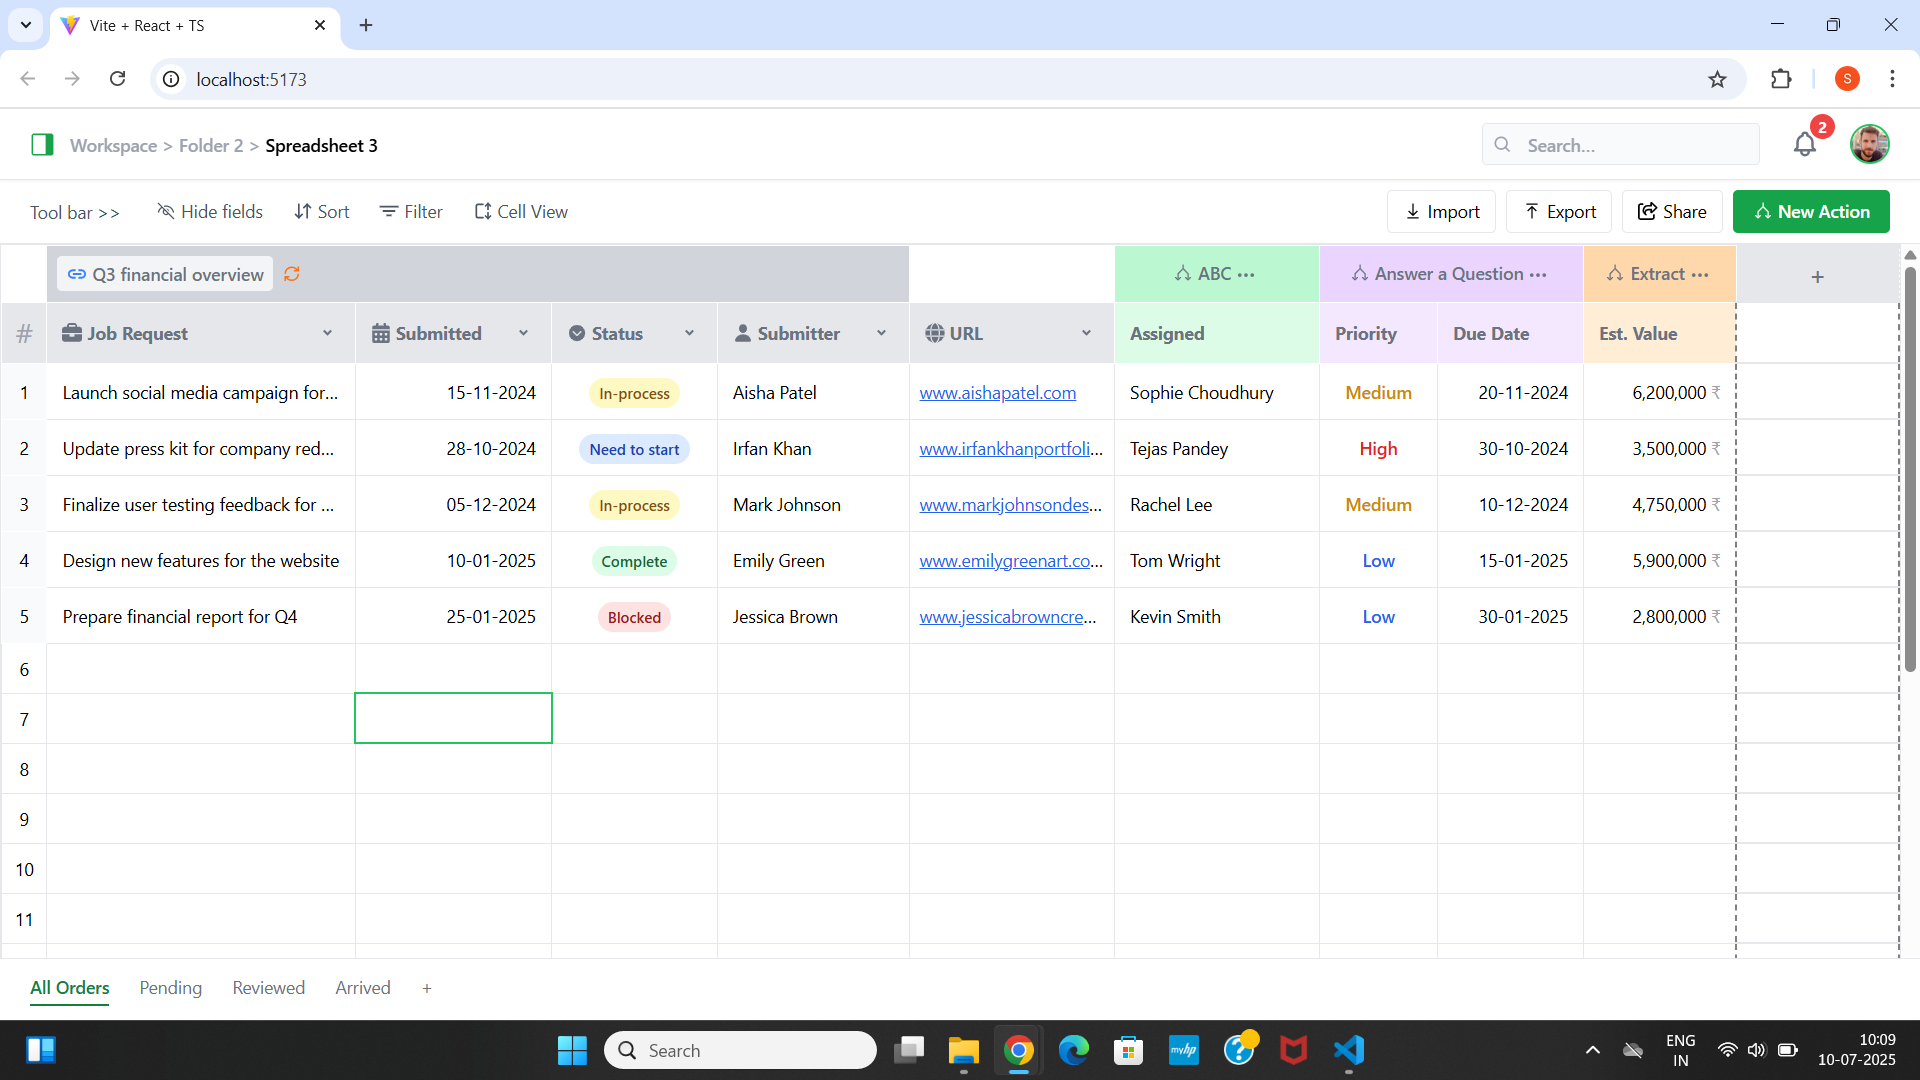 Vite + React + TS
localhost:5173
S
Workspace > Folder 2 > Spreadsheet 3
Search...
2
Tool bar >>
Hide fields
Sort
Filter
Cell View
Import
Export
Share
New Action
Q3 financial overview
ABC ...
Answer a Question ...
Extract ...
+
# Job Request Submitted Status Submitter URL Assigned Priority Due Date Est. Value
1 Launch social media campaign for... 15-11-2024 In-process Aisha Patel www.aishapatel.com Sophie Choudhury Medium 20-11-2024 6,200,000 ₹
2 Update press kit for company red... 28-10-2024 Need to start Irfan Khan www.irfankhanportfoli... Tejas Pandey High 30-10-2024 3,500,000 ₹
3 Finalize user testing feedback for ... 05-12-2024 In-process Mark Johnson www.markjohnsondes... Rachel Lee Medium 10-12-2024 4,750,000 ₹
4 Design new features for the website 10-01-2025 Complete Emily Green www.emilygreenart.co... Tom Wright Low 15-01-2025 5,900,000 ₹
5 Prepare financial report for Q4 25-01-2025 Blocked Jessica Brown www.jessicabrowncre... Kevin Smith Low 30-01-2025 2,800,000 ₹
6
7
8
9
10
11
All Orders Pending Reviewed Arrived +
Search
myhp
?
ENG
IN
10:09
10-07-2025